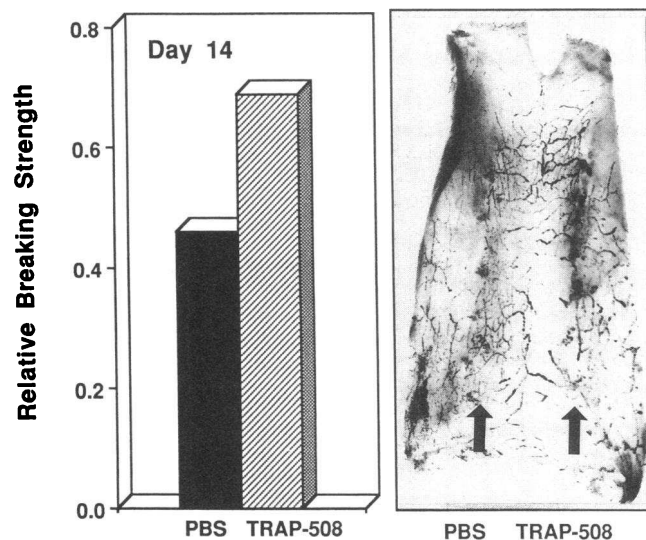 Relative Breaking Strength
0.8
0.6
0.4
0.2
0.0
Day 14
PBS TRAP-508
PBS TRAP-508